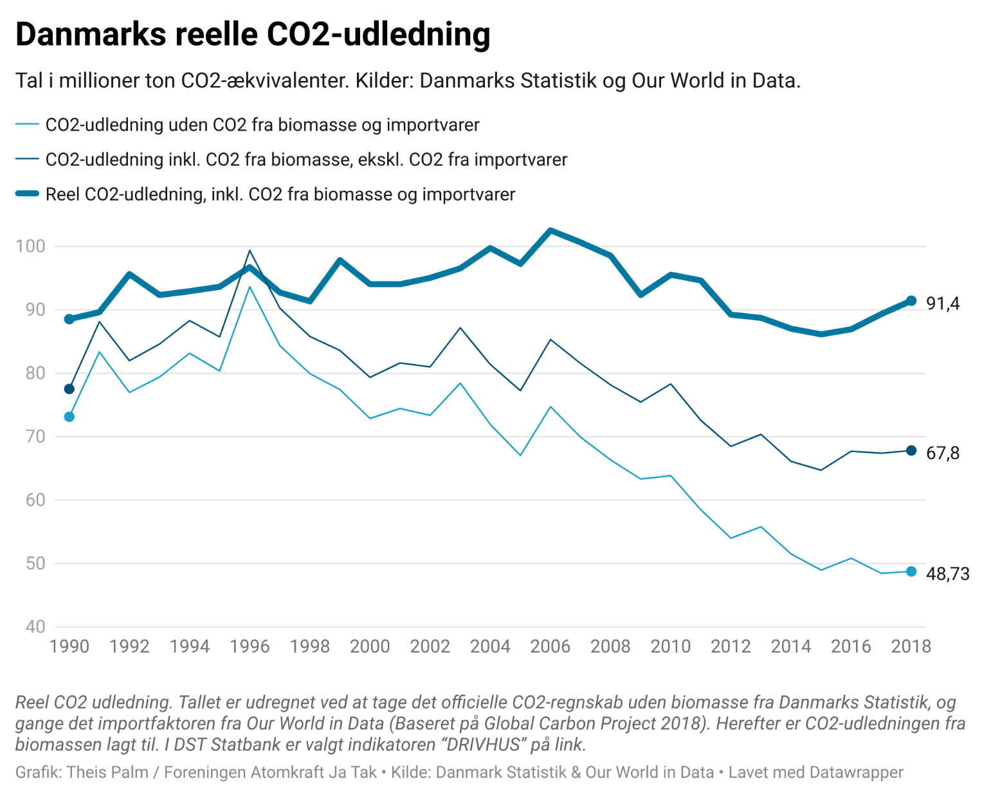 Danmarks reelle CO2-udledning
Tal i millioner ton CO2-ækvivalenter. Kilder: Danmarks Statistik og Our World in Data.
CO2-udledning uden CO2 fra biomasse og importvarer
CO2-udledning inkl. CO2 fra biomasse, ekskl. CO2 fra importvarer
Reel CO2-udledning, inkl. CO2 fra biomasse og importvarer
100
90
91,4
80
70
67,8
60
50
48,73
40
1990 1992 1994 1996 1998 2000 2002 2004 2006 2008 2010 2012 2014 2016 2018
Reel CO2 udledning. Tallet er udregnet ved at tage det officielle CO2-regnskab uden biomasse fra Danmarks Statistik, og
gange det importfaktoren fra Our World in Data (Baseret på Global Carbon Project 2018). Herefter er CO2-udledningen fra
biomassen lagt til. I DST Statbank er valgt indikatoren “DRIVHUS” på link.
Grafik: Theis Palm / Foreningen Atomkraft Ja Tak • Kilde: Danmark Statistik & Our World in Data • Lavet med Datawrapper